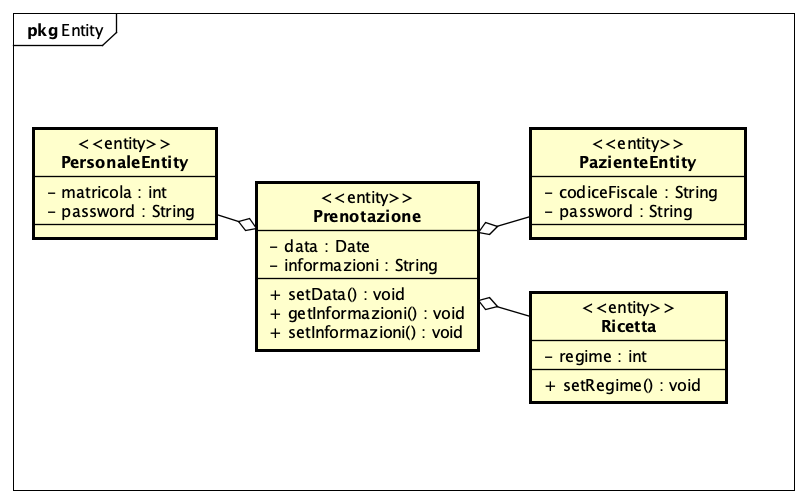 pkg Entity
<<entity>>
PersonaleEntity
- matricola : int
- password : String
<<entity>>
Prenotazione
- data : Date
- informazioni : String
+ setData() : void
+ getInformazioni() : void
+ setInformazioni() : void
<<entity>>
PazienteEntity
- codiceFiscale : String
- password : String
<<entity>>
Ricetta
- regime : int
+ setRegime() : void